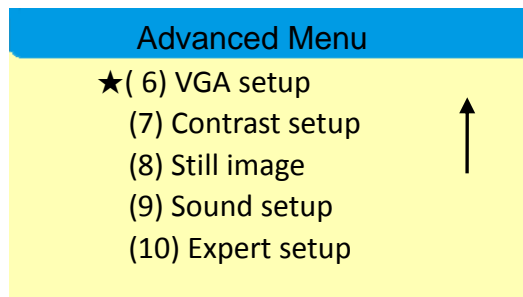 Advanced Menu
★( 6) VGA setup
(7) Contrast setup
(8) Still image
(9) Sound setup
(10) Expert setup